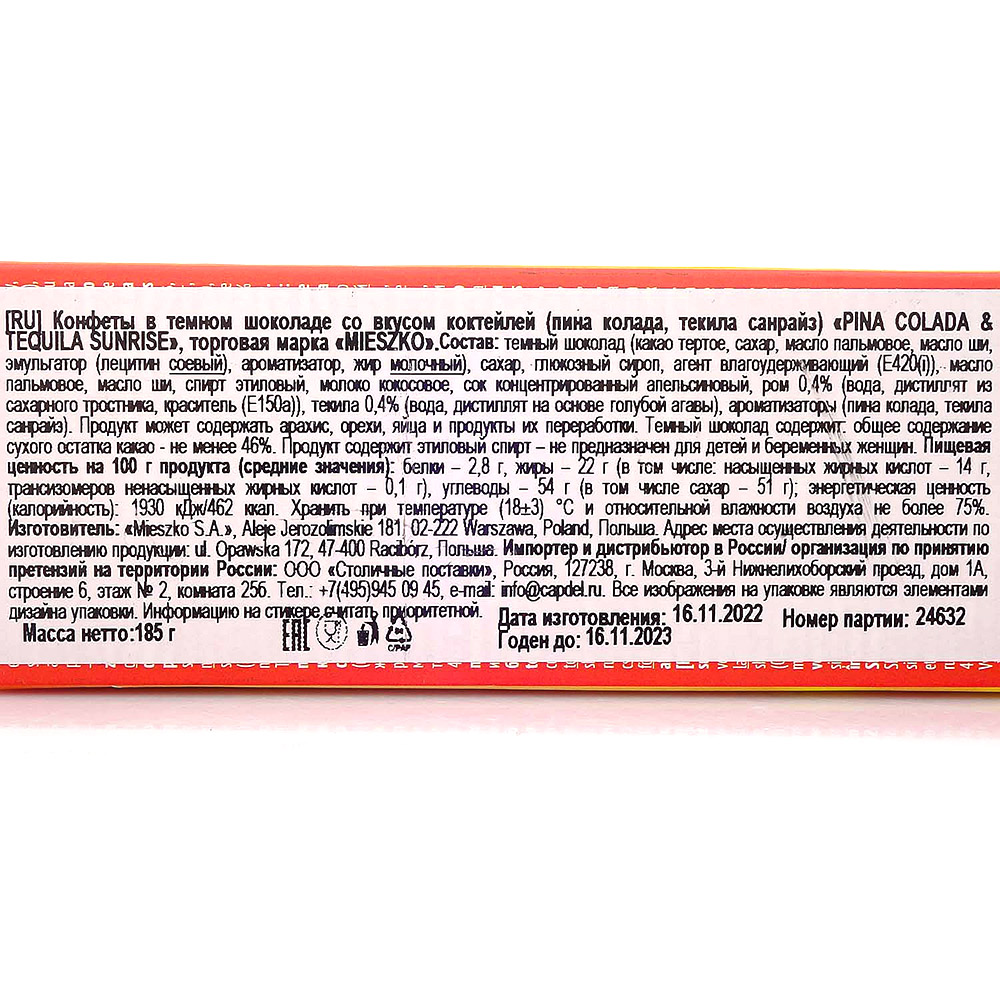 [RU] Конфеты в темном шоколаде со вкусом коктейлей (пина колада, текила санрайз) «PINA COLADA &
TEQUILA SUNRISE», торговая марка «MIESZKO».Состав: темный шоколад (какао тертое, сахар, масло пальмовое, масло ши,
эмульгатор (лецитин соевый), ароматизатор, жир молочный), сахар, глюкозный сироп, агент влагоудерживающий (E420(i)), масло
пальмовое, масло ши, спирт этиловый, молоко кокосовое, сок концентрированный апельсиновый, ром 0,4% (вода, дистиллят из
сахарного тростника, краситель (E150a)), текила 0,4% (вода, дистиллят на основе голубой агавы), ароматизаторы (пина колада, текила
санрайз). Продукт может содержать арахис, орехи, яйца и продукты их переработки. Темный шоколад содержит: общее содержание
сухого остатка какао - не менее 46%. Продукт содержит этиловый спирт – не предназначен для детей и беременных женщин. Пищевая
ценность на 100 г продукта (средние значения): белки – 2,8 г, жиры – 22 г (в том числе: насыщенных жирных кислот – 14 г,
трансизомеров ненасыщенных жирных кислот – 0,1 г), углеводы – 54 г (в том числе сахар – 51 г); энергетическая ценность
(калорийность): 1930 кДж/462 ккал. Хранить при температуре (18±3) °C и относительной влажности воздуха не более 75%.
Изготовитель: «Mieszko S.A.», Aleje Jerozolimskie 181, 02-222 Warszawa, Poland, Польша. Адрес места осуществления деятельности по
изготовлению продукции: ul. Opawska 172, 47-400 Racibórz, Польша. Импортер и дистрибьютор в России/ организация по принятию
претензий на территории России: ООО «Столичные поставки», Россия, 127238, г. Москва, 3-й Нижнелихоборский проезд, дом 1А,
строение 6, этаж № 2, комната 25б. Тел.: +7(495)945 09 45, e-mail: info@capdel.ru. Все изображения на упаковке являются элементами
дизайна упаковки. Информацию на стикере считать приоритетной.
Масса нетто:185 г
EAC
C/PAP
Дата изготовления: 16.11.2022
Годен до: 16.11.2023
Номер партии: 24632